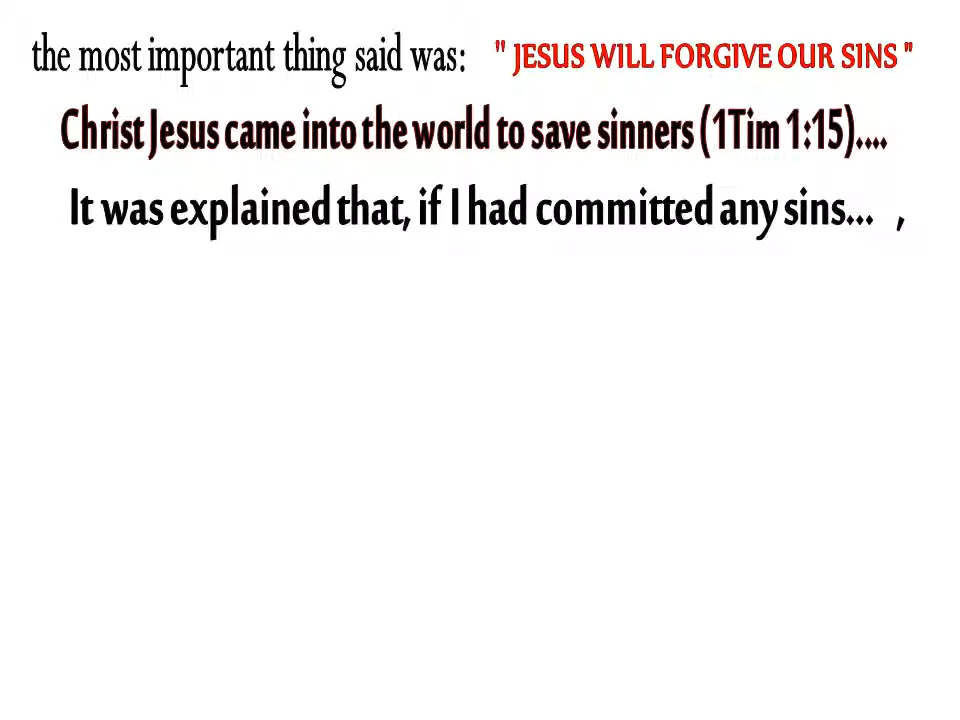 the most important thing said was: " JESUS WILL FORGIVE OUR SINS "
Christ Jesus came into the world to save sinners (1Tim 1:15)....
It was explained that, if I had committed any sins... ,